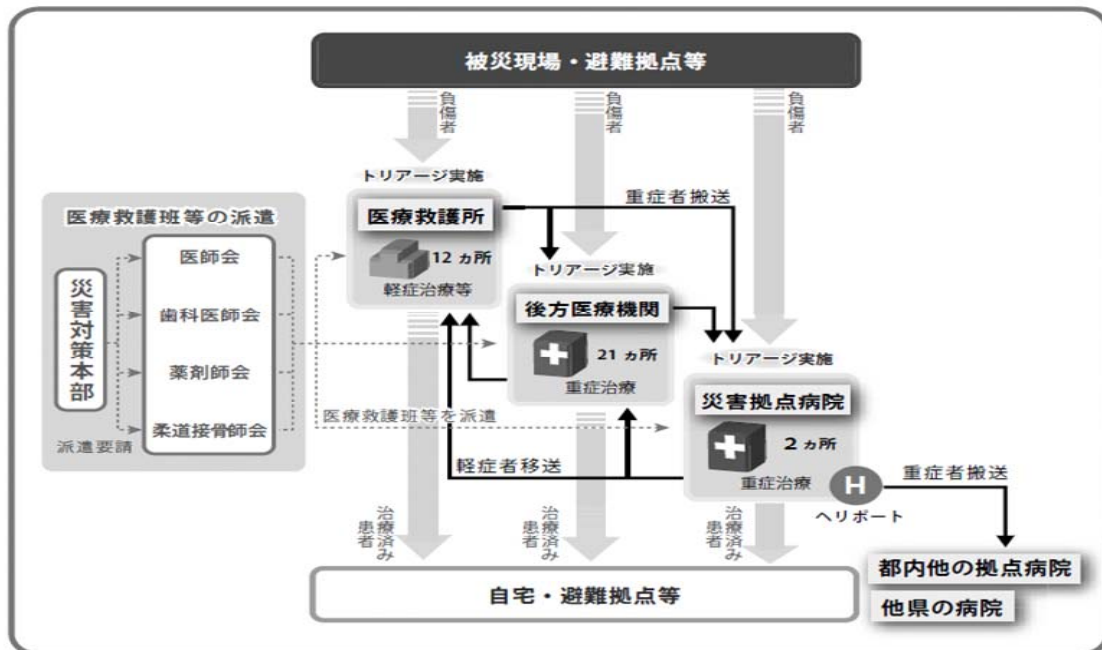 被災現場・避難拠点等
負傷者
負傷者
負傷者
トリアージ実施
医療救護所
12ヵ所
軽症治療等
重症者搬送
医療救護班等の派遣
災害対策本部
医師会
歯科医師会
薬剤師会
柔道接骨師会
派遣要請
トリアージ実施
後方医療機関
21ヵ所
重症治療
医療救護班等を派遣
トリアージ実施
災害拠点病院
2ヵ所
重症治療
軽症者移送
H
ヘリポート
重症者搬送
治療済み
患者
治療済み
患者
治療済み
患者
都内他の拠点病院
他県の病院
自宅・避難拠点等